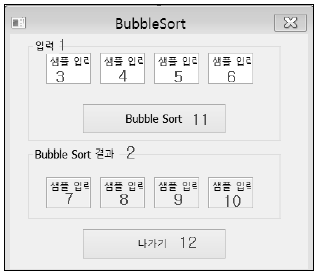 BubbleSort
입력 1
샘플 입력 샘플 입력 샘플 입력 샘플 입력
3 4 5 6
Bubble Sort 11
Bubble Sort 결과 2
샘플 입력 샘플 입력 샘플 입력 샘플 입력
7 8 9 10
나가기 12